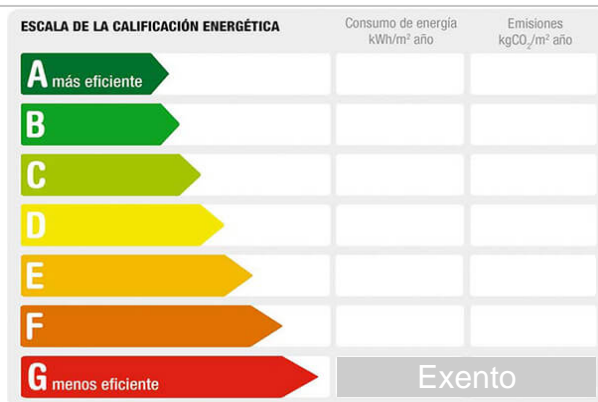 ESCALA DE LA CALIFICACIÓN ENERGÉTICA
Consumo de energía
kWh/m² año
Emisiones
kgCO₂/m² año
A más eficiente
B
C
D
E
F
G menos eficiente
Exento